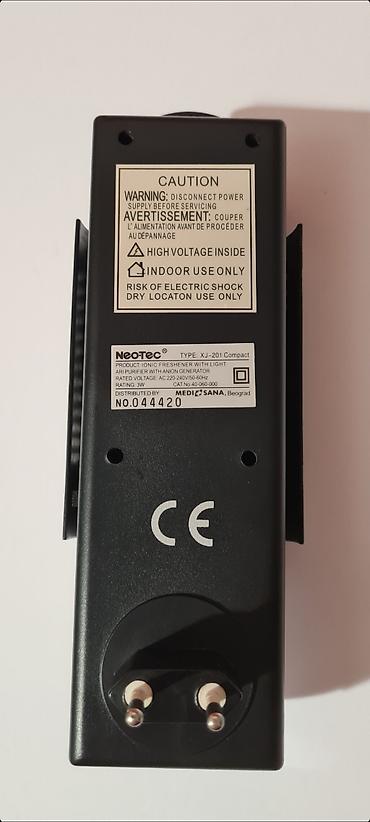 CAUTION
WARNING: DISCONNECT POWER
SUPPLY BEFORE SERVICING
AVERTISSEMENT: COUPER
L' ALIMENTATION AVANT DE PROCÉDER
AU DÉPANNAGE
HIGH VOLTAGE INSIDE
INDOOR USE ONLY
RISK OF ELECTRIC SHOCK
DRY LOCATON USE ONLY
NeoTec® TYPE: XJ-201 Compact
PRODUCT IONIC FRESHENER WITH LIGHT
ARI PURIFIER WITH ANION GENERATOR
RATED VOLTAGE: AC 220-240V/50-60Hz
RATING: 3W CAT No:40-060-000
DISTRIBUTED BY MEDISANA, Beograd
NO.044420
CE